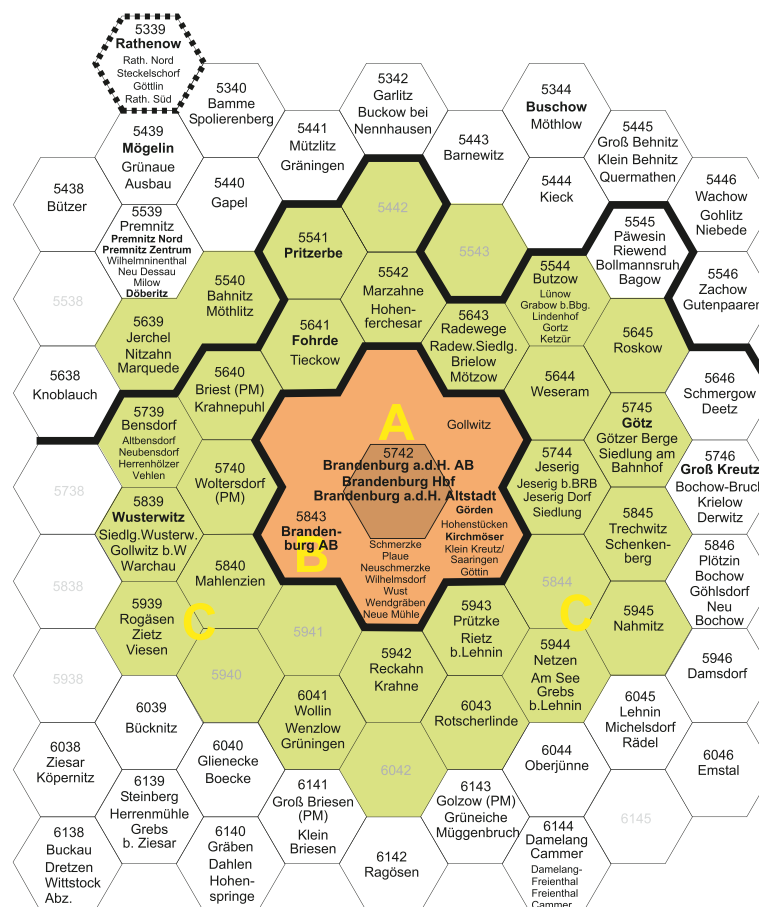 5339
Rathenow
Rath. Nord
Steckelschorf
Göttlin
Rath. Süd
5340
Bamme
Spolierenberg
5342
Garlitz
Buckow bei
Nennhausen
5344
Buschow
Möthlow
5439
Mögelin
Grünaue
Ausbau
5441
Mützlitz
Gräningen
5443
Barnewitz
5445
Groß Behnitz
Klein Behnitz
Quermathen
5438
Bützer
5440
Gapel
5442
5444
Kieck
5446
Wachow
Gohlitz
Niebede
5539
Premnitz
Premnitz Nord
Premnitz Zentrum
Wilhelmninenthal
Neu Dessau
Milow
Döberitz
5541
Pritzerbe
5543
5545
Päwesin
Riewend
Bollmannsruh
Bagow
5538
5540
Bahnitz
Möthlitz
5542
Marzahne
Hohen-
ferchesar
5544
Butzow
Lünow
Grabow b.Bbg.
Lindenhof
Gortz
Ketzür
5546
Zachow
Gutenpaaren
5639
Jerchel
Nitzahn
Marquede
5641
Fohrde
Tieckow
5643
Radewege
Radew.Siedlg.
Brielow
Mötzow
5645
Roskow
5638
Knoblauch
5640
Briest (PM)
Krahnepuhl
5644
Weseram
5646
Schmergow
Deetz
A
Gollwitz
5739
Bensdorf
Altbensdorf
Neubensdorf
Herrenhölzer
Vehlen
5745
Götz
Götzer Berge
Siedlung am
Bahnhof
5738
5740
Woltersdorf
(PM)
5742
Brandenburg a.d.H. AB
Brandenburg Hbf
Brandenburg a.d.H. Altstadt
Görden
Hohenstücken
Kirchmöser
Klein Kreutz/
Saaringen
Göttin
5744
Jeserig
Jeserig b.BRB
Jeserig Dorf
Siedlung
5746
Groß Kreutz
Bochow-Bruch
Krielow
Derwitz
5839
Wusterwitz
Siedlg.Wusterw.
Gollwitz b.W
Warchau
5843
Branden-
burg AB
B
Schmerzke
Plaue
Neuschmerzke
Wilhelmsdorf
Wust
Wendgräben
Neue Mühle
5845
Trechwitz
Schenken-
berg
5838
5840
Mahlenzien
5844
5846
Plötzin
Bochow
Göhlsdorf
Neu
Bochow
5939
Rogäsen
Zietz
Viesen
C
5941
5943
Prützke
Rietz
b.Lehnin
C
5945
Nahmitz
5938
5940
5942
Reckahn
Krahne
5944
Netzen
Am See
Grebs
b.Lehnin
5946
Damsdorf
6039
Bücknitz
6041
Wollin
Wenzlow
Grüningen
6043
Rotscherlinde
6045
Lehnin
Michelsdorf
Rädel
6038
Ziesar
Köpernitz
6040
Glienecke
Boecke
6042
6044
Oberjünne
6046
Emstal
6139
Steinberg
Herrenmühle
Grebs
b. Ziesar
6141
Groß Briesen
(PM)
Klein
Briesen
6143
Golzow (PM)
Grüneiche
Müggenbruch
6145
6138
Buckau
Dretzen
Wittstock
Abz.
6140
Gräben
Dahlen
Hohen-
springe
6142
Ragösen
6144
Damelang
Cammer
Damelang-
Freienthal
Freienthal
Cammer